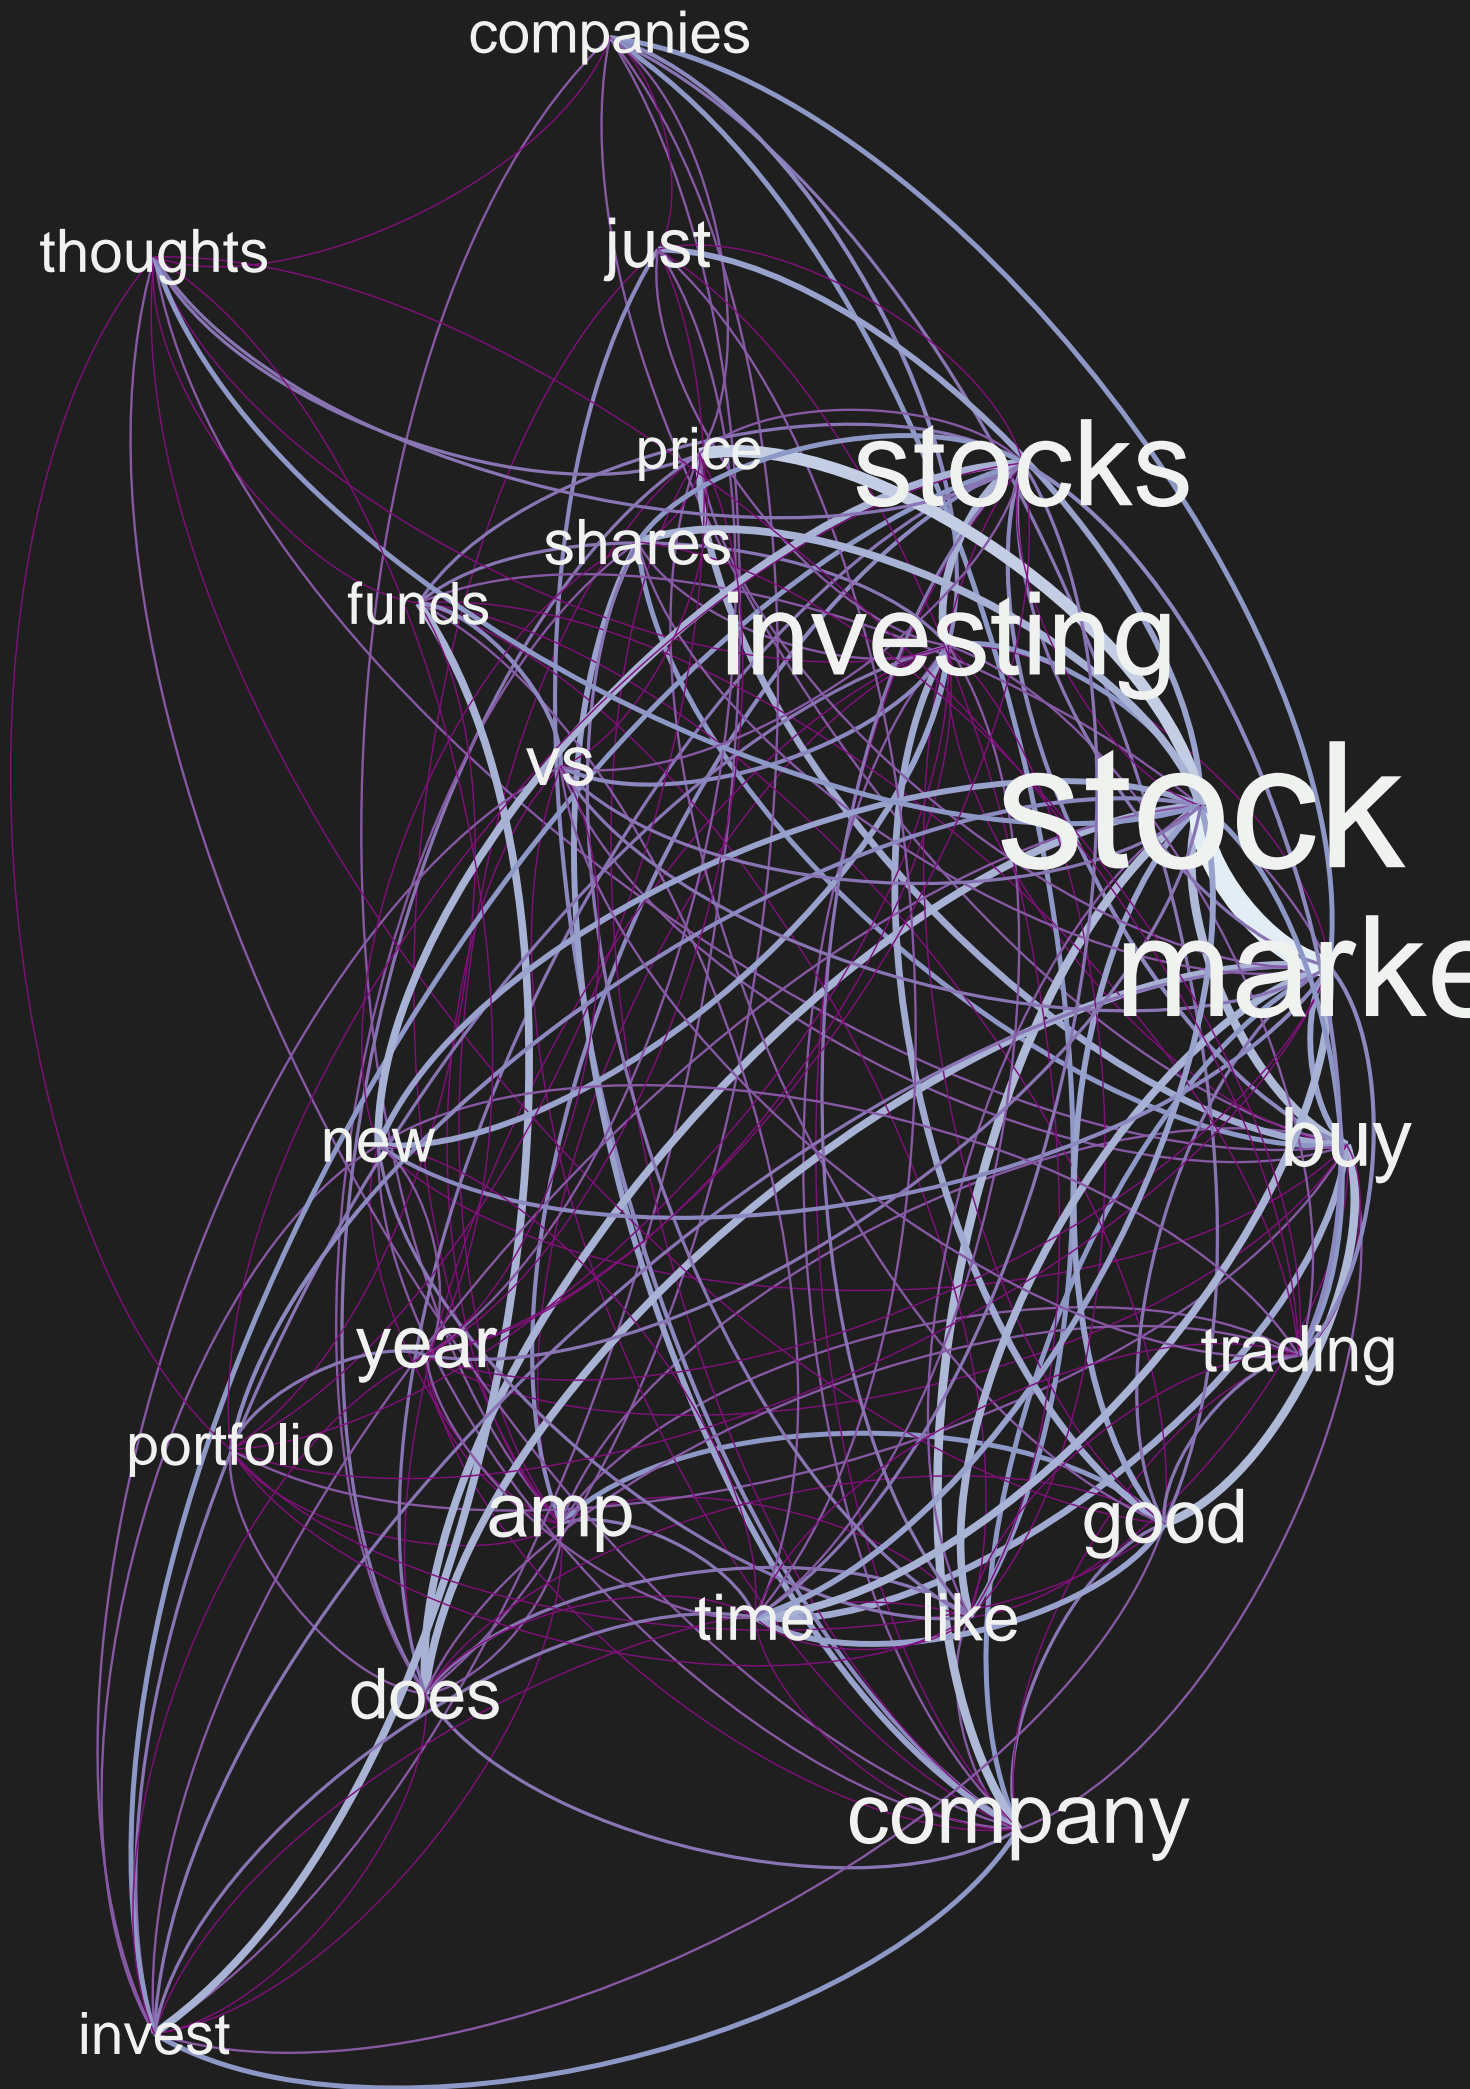 companies
thoughts
just
price
stocks
shares
funds
investing
vs
stock
marke
new
buy
year
trading
portfolio
amp
good
time
like
does
company
invest